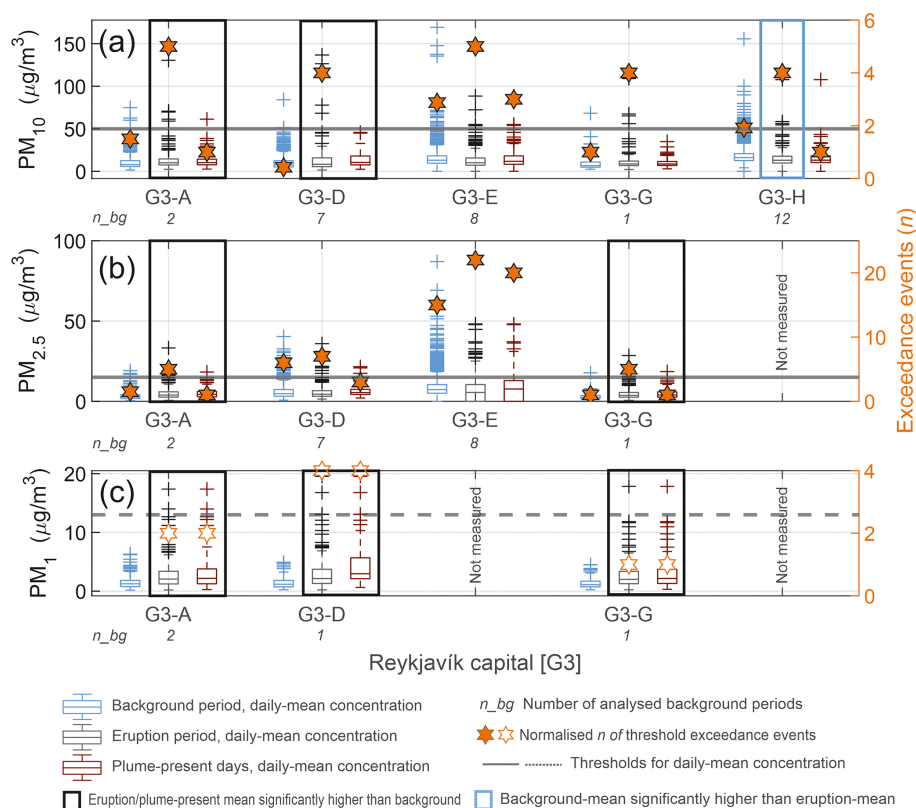 (a)
PM10 (μg/m3)
150
100
50
0
6
4
2
0
G3-A G3-D G3-E G3-G G3-H
n_bg 2 7 8 1 12
(b)
PM2.5 (μg/m3)
100
50
0
20
10
0
Not measured
Exceedance events (n)
G3-A G3-D G3-E G3-G
n_bg 2 7 8 1
(c)
PM1 (μg/m3)
20
10
0
4
2
0
Not measured
Not measured
G3-A G3-D G3-G
n_bg 2 1 1
Reykjavík capital [G3]
Background period, daily-mean concentration
n_bg Number of analysed background periods
Eruption period, daily-mean concentration
Normalised n of threshold exceedance events
Plume-present days, daily-mean concentration
Thresholds for daily-mean concentration
Eruption/plume-present mean significantly higher than background
Background-mean significantly higher than eruption-mean